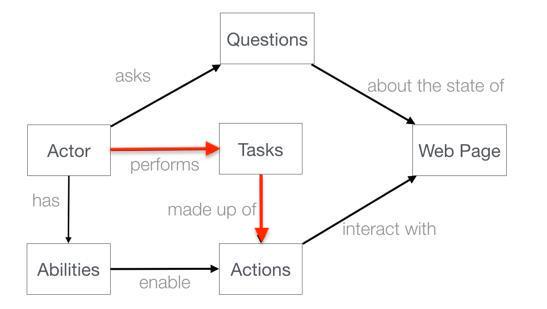 Questions
asks
about the state of
Actor
performs
Tasks
Web Page
has
made up of
interact with
Abilities
enable
Actions